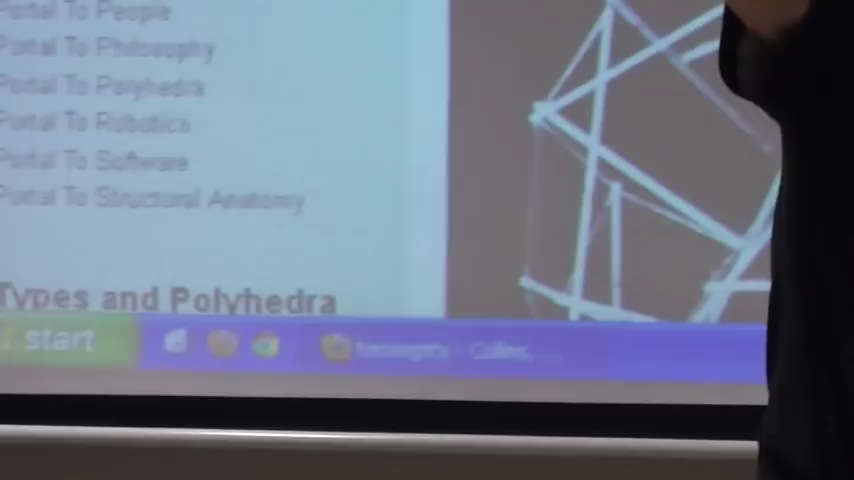 Portal To People
Portal To Philosophy
Portal To Polyhedra
Portal To Robotics
Portal To Software
Portal To Structural Anatomy
Types and Polyhedra
start